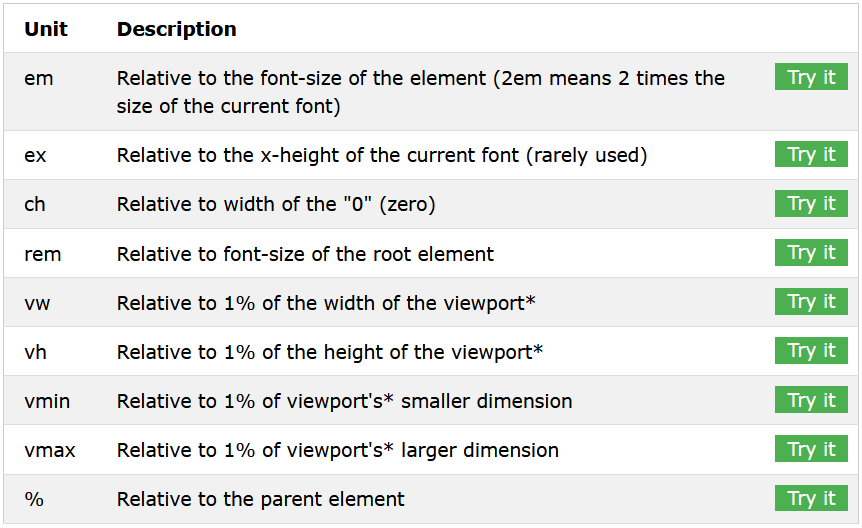 Unit Description
em Relative to the font-size of the element (2em means 2 times the Try it
size of the current font)
ex Relative to the x-height of the current font (rarely used) Try it
ch Relative to width of the "0" (zero) Try it
rem Relative to font-size of the root element Try it
vw Relative to 1% of the width of the viewport* Try it
vh Relative to 1% of the height of the viewport* Try it
vmin Relative to 1% of viewport's* smaller dimension Try it
vmax Relative to 1% of viewport's* larger dimension Try it
% Relative to the parent element Try it